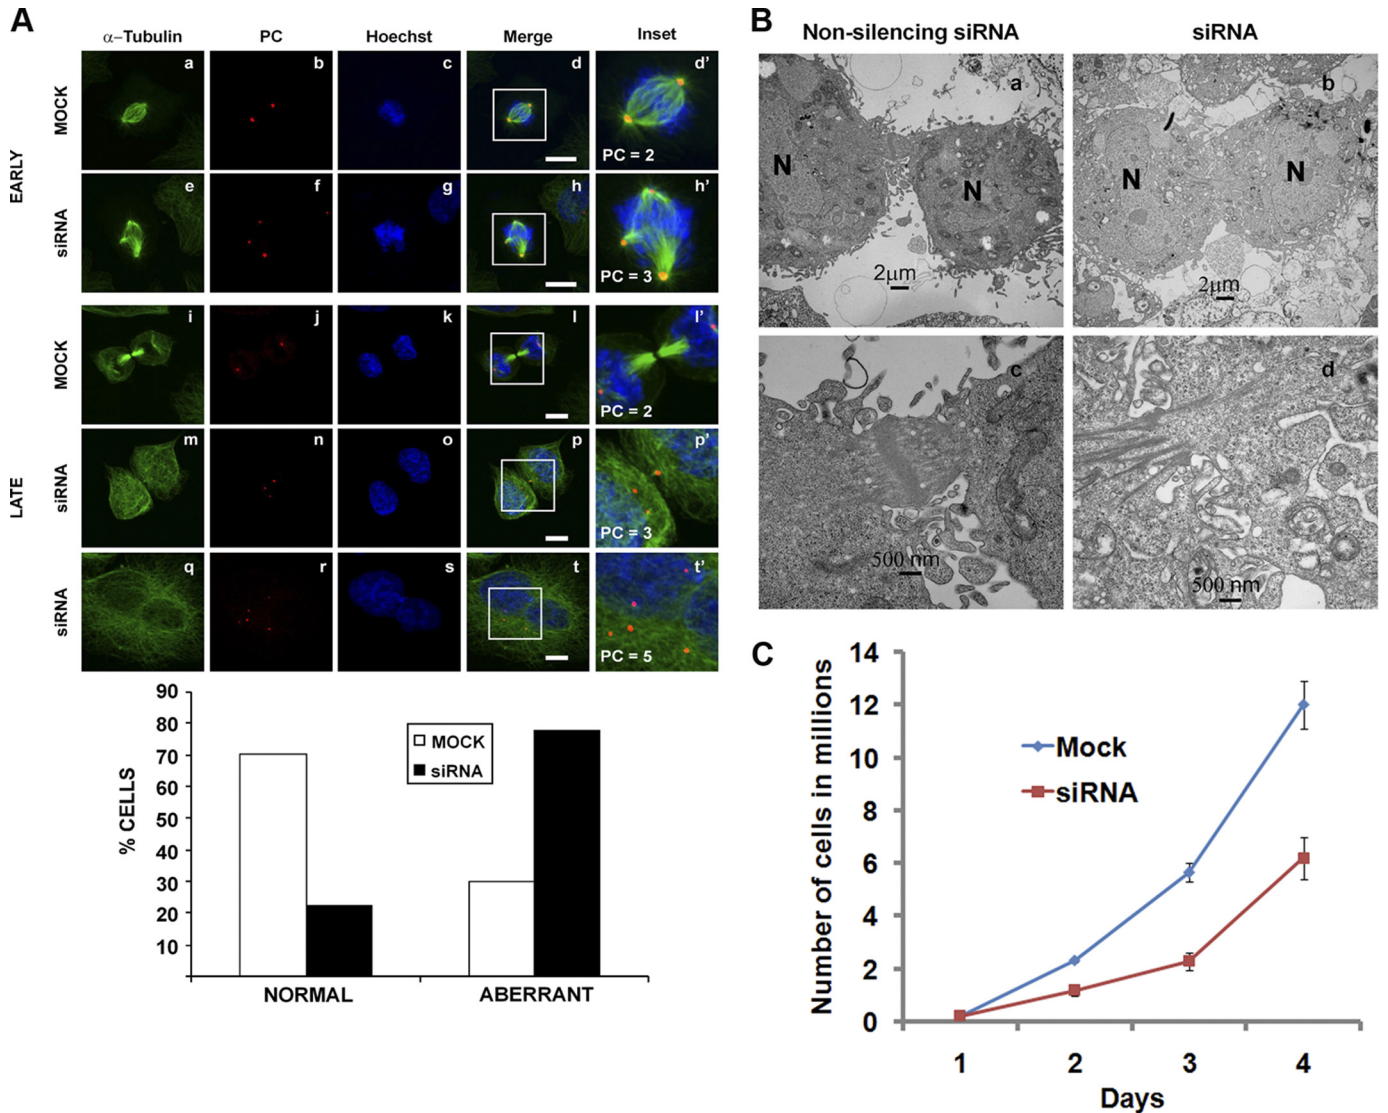 A
α–Tubulin PC Hoechst Merge Inset
EARLY
MOCK
a b c d d'
PC = 2
siRNA
e f g h h'
PC = 3
LATE
MOCK
i j k l l'
PC = 2
siRNA
m n o p p'
PC = 3
siRNA
q r s t t'
PC = 5
% CELLS
90
80
70
60
50
40
30
20
10
MOCK
siRNA
NORMAL ABERRANT
B
Non-silencing siRNA siRNA
a
N N
2μm
b
N N
2μm
c
500 nm
d
500 nm
C
Number of cells in millions
14
12
10
8
6
4
2
0
Mock
siRNA
1 2 3 4
Days